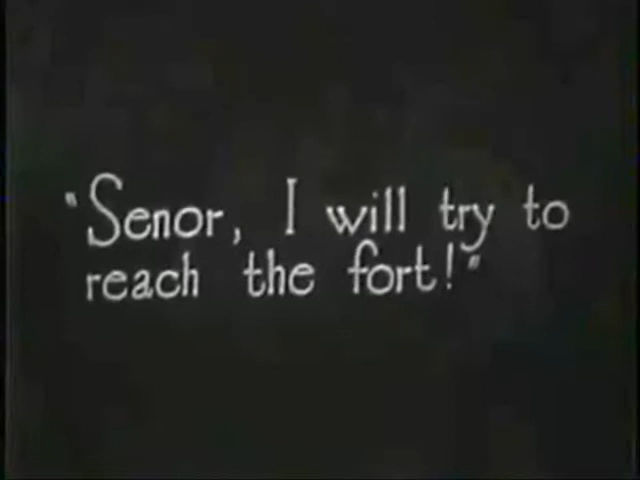 "Senor, I will try to
reach the fort!"